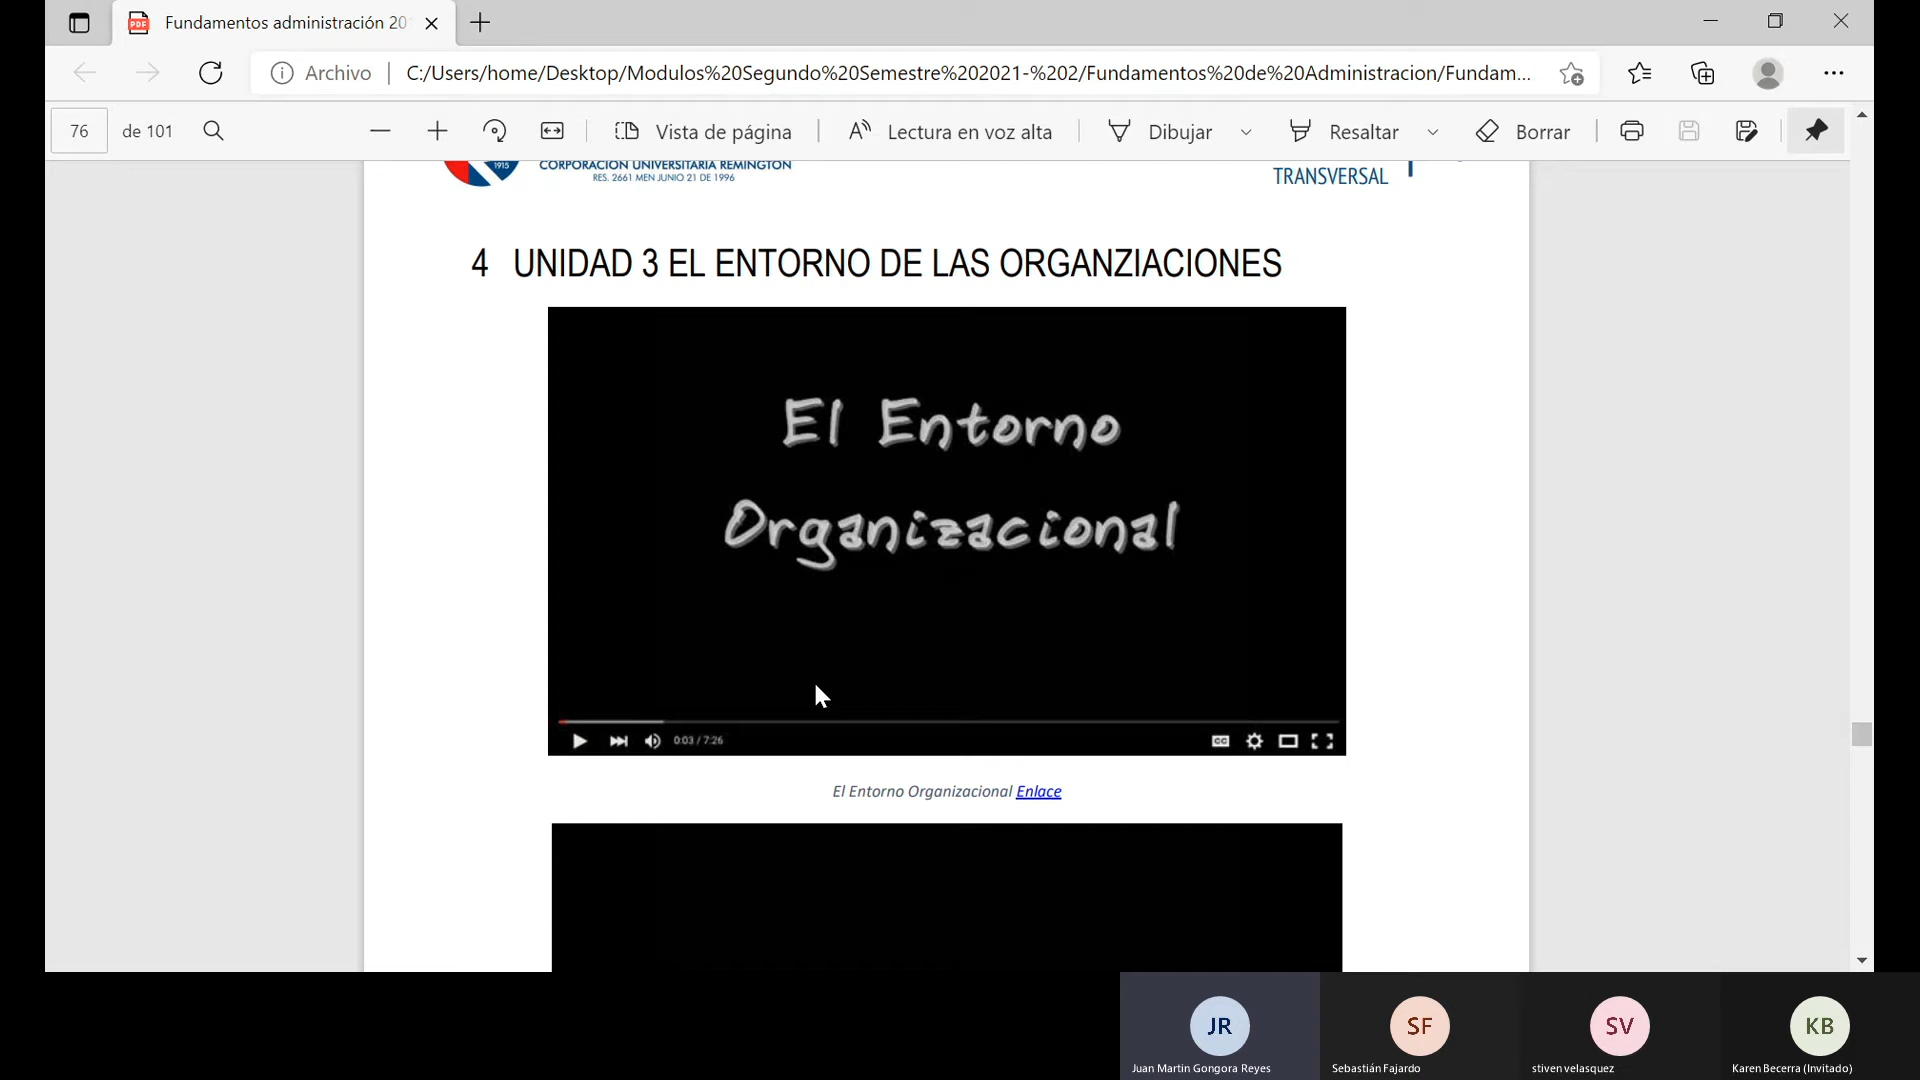 Fundamentos administración 20
Archivo
C:/Users/home/Desktop/Modulos%20Segundo%20Semestre%202021-%202/Fundamentos%20de%20Administracion/Fundam...
76 de 101
Vista de página
Lectura en voz alta
Dibujar
Resaltar
Borrar
1915
CORPORACIÓN UNIVERSITARIA REMINGTON
RES. 2661 MEN JUNIO 21 DE 1996
TRANSVERSAL
4 UNIDAD 3 EL ENTORNO DE LAS ORGANZIACIONES
El Entorno
Organizacional
0:03 / 7:26
CC
El Entorno Organizacional Enlace
JR
SF
SV
KB
Juan Martin Gongora Reyes
Sebastián Fajardo
stiven velasquez
Karen Becerra (Invitado)